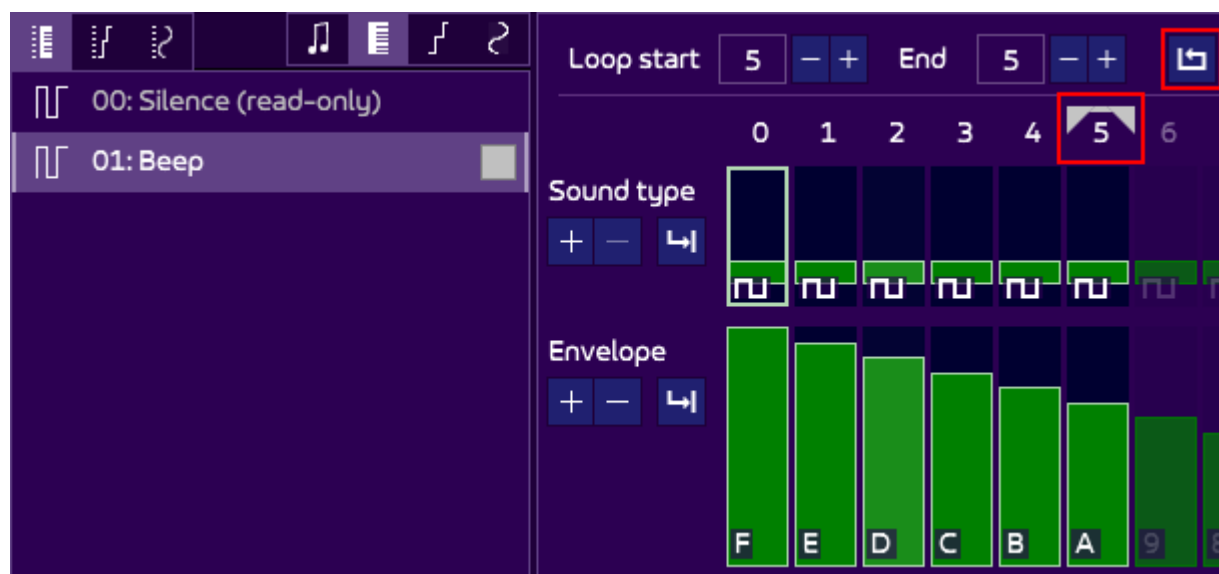 Loop start 5 − + End 5 − +
00: Silence (read-only)
0 1 2 3 4 5 6
01: Beep
Sound type
+ −
Envelope
+ −
F E D C B A 9 8